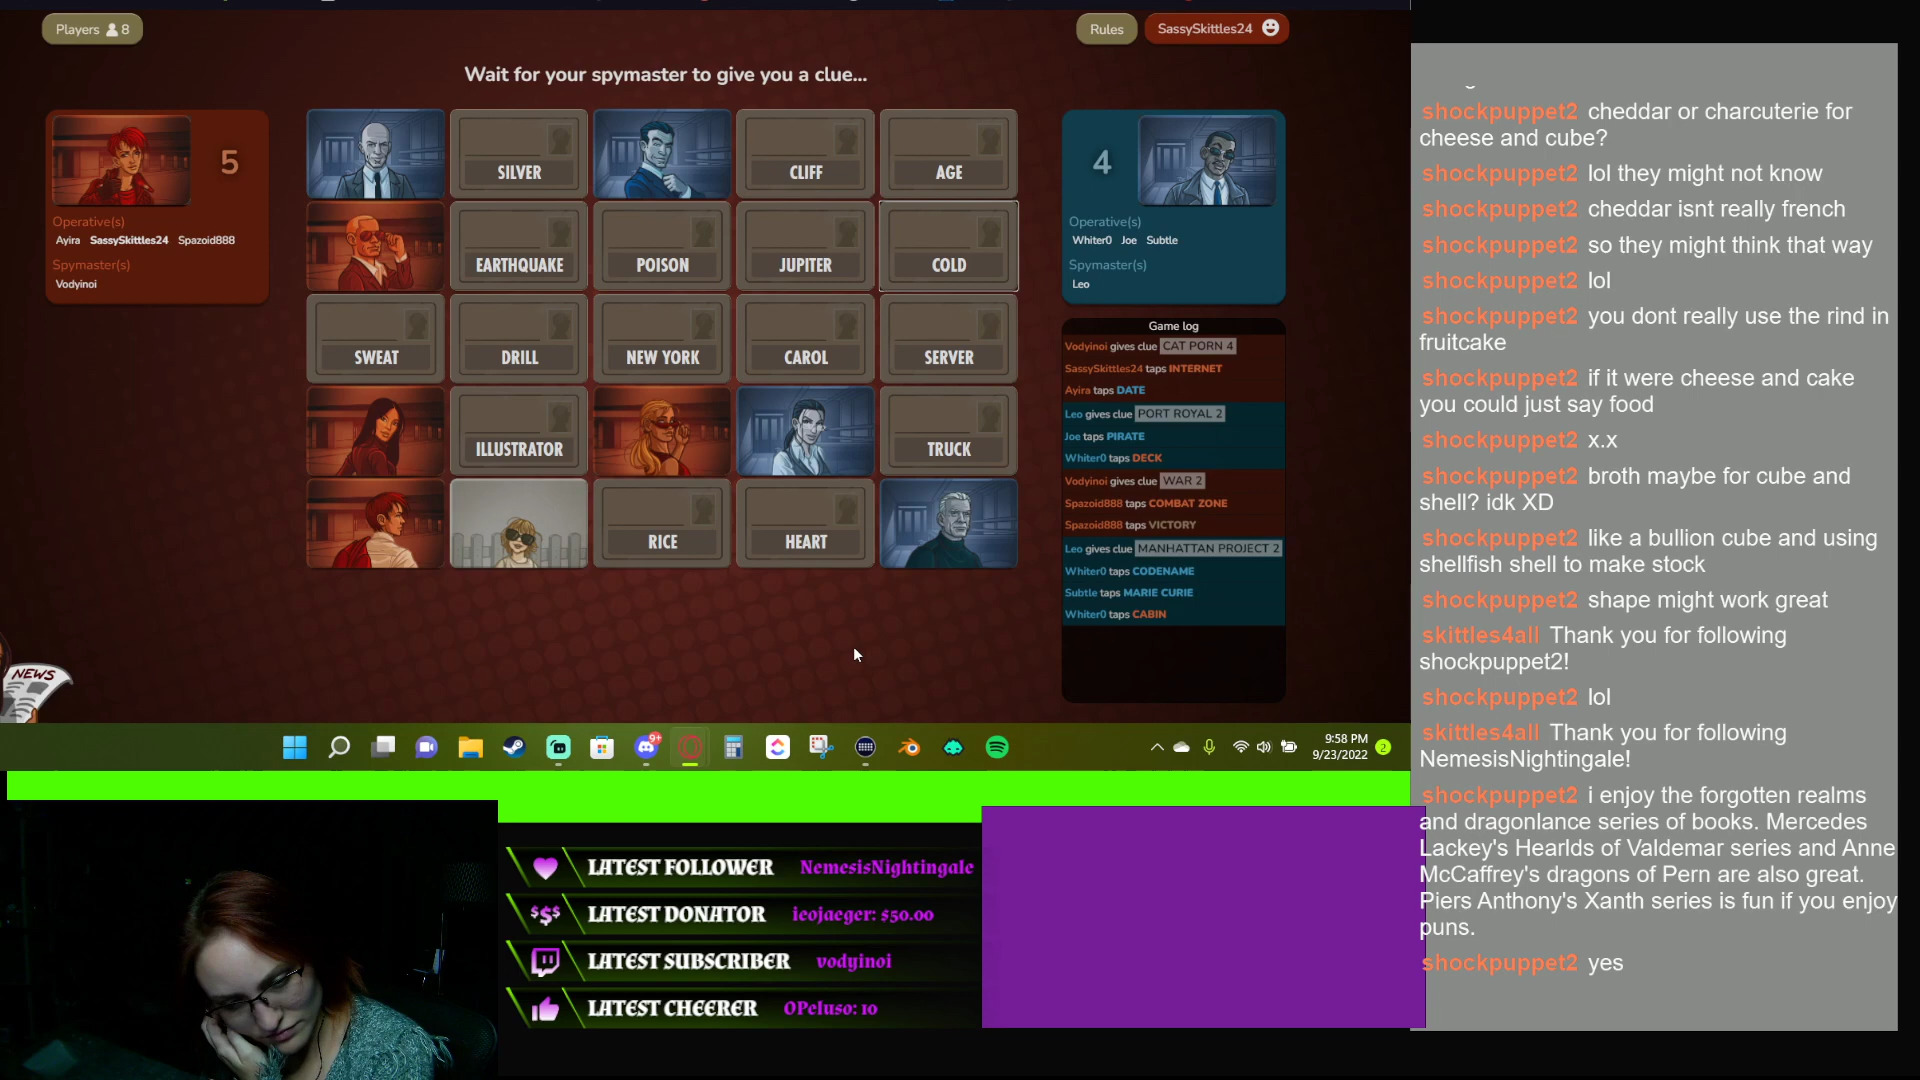 Players 8
Rules
SassySkittles24
Wait for your spymaster to give you a clue...
5
Operative(s)
Ayira SassySkittles24 Spazoid888
Spymaster(s)
Vodyinoi
SILVER
CLIFF
AGE
EARTHQUAKE
POISON
JUPITER
COLD
SWEAT
DRILL
NEW YORK
CAROL
SERVER
ILLUSTRATOR
TRUCK
RICE
HEART
4
Operative(s)
Whiter0 Joe Subtle
Spymaster(s)
Leo
Game log
Vodyinoi gives clue CAT PORN 4
SassySkittles24 taps INTERNET
Ayira taps DATE
Leo gives clue PORT ROYAL 2
Joe taps PIRATE
Whiter0 taps DECK
Vodyinoi gives clue WAR 2
Spazoid888 taps COMBAT ZONE
Spazoid888 taps VICTORY
Leo gives clue MANHATTAN PROJECT 2
Whiter0 taps CODENAME
Subtle taps MARIE CURIE
Whiter0 taps CABIN
NEWS
9+
9:58 PM
9/23/2022
2
LATEST FOLLOWER NemesisNightingale
$$$ LATEST DONATOR icojaeger: $50.00
LATEST SUBSCRIBER vodyinoi
LATEST CHEERER OPeluso: 10
shockpuppet2 cheddar or charcuterie for
cheese and cube?
shockpuppet2 lol they might not know
shockpuppet2 cheddar isnt really french
shockpuppet2 so they might think that way
shockpuppet2 lol
shockpuppet2 you dont really use the rind in
fruitcake
shockpuppet2 if it were cheese and cake
you could just say food
shockpuppet2 x.x
shockpuppet2 broth maybe for cube and
shell? idk XD
shockpuppet2 like a bullion cube and using
shellfish shell to make stock
shockpuppet2 shape might work great
skittles4all Thank you for following
shockpuppet2!
shockpuppet2 lol
skittles4all Thank you for following
NemesisNightingale!
shockpuppet2 i enjoy the forgotten realms
and dragonlance series of books. Mercedes
Lackey's Hearlds of Valdemar series and Anne
McCaffrey's dragons of Pern are also great.
Piers Anthony's Xanth series is fun if you enjoy
puns.
shockpuppet2 yes